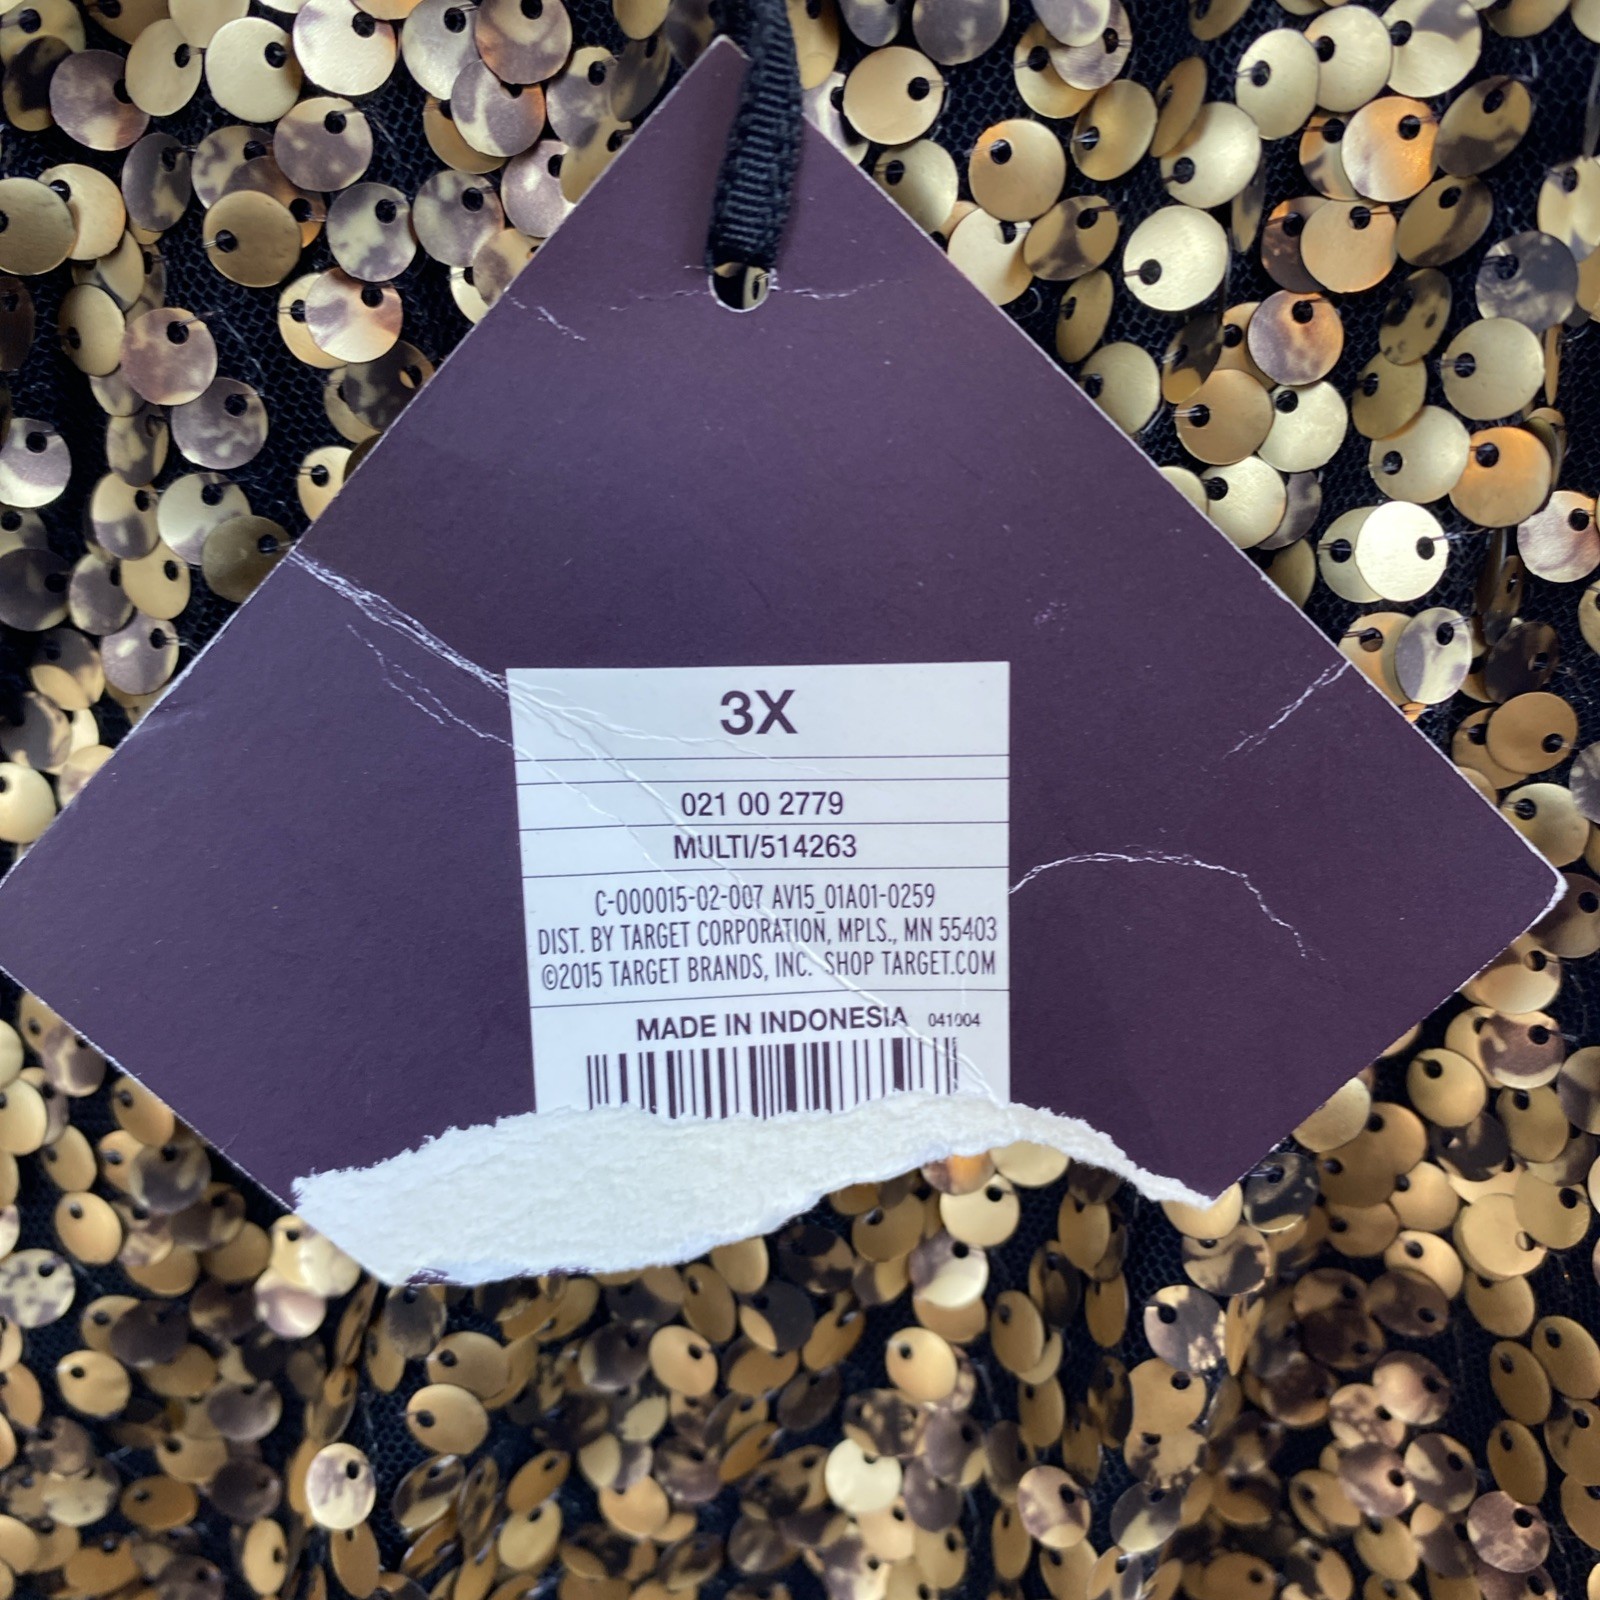 3X
021 00 2779
MULTI/514263
C-000015-02-007 AV15_01A01-0259
DIST. BY TARGET CORPORATION, MPLS., MN 55403
©2015 TARGET BRANDS, INC. SHOP TARGET.COM
MADE IN INDONESIA 041004